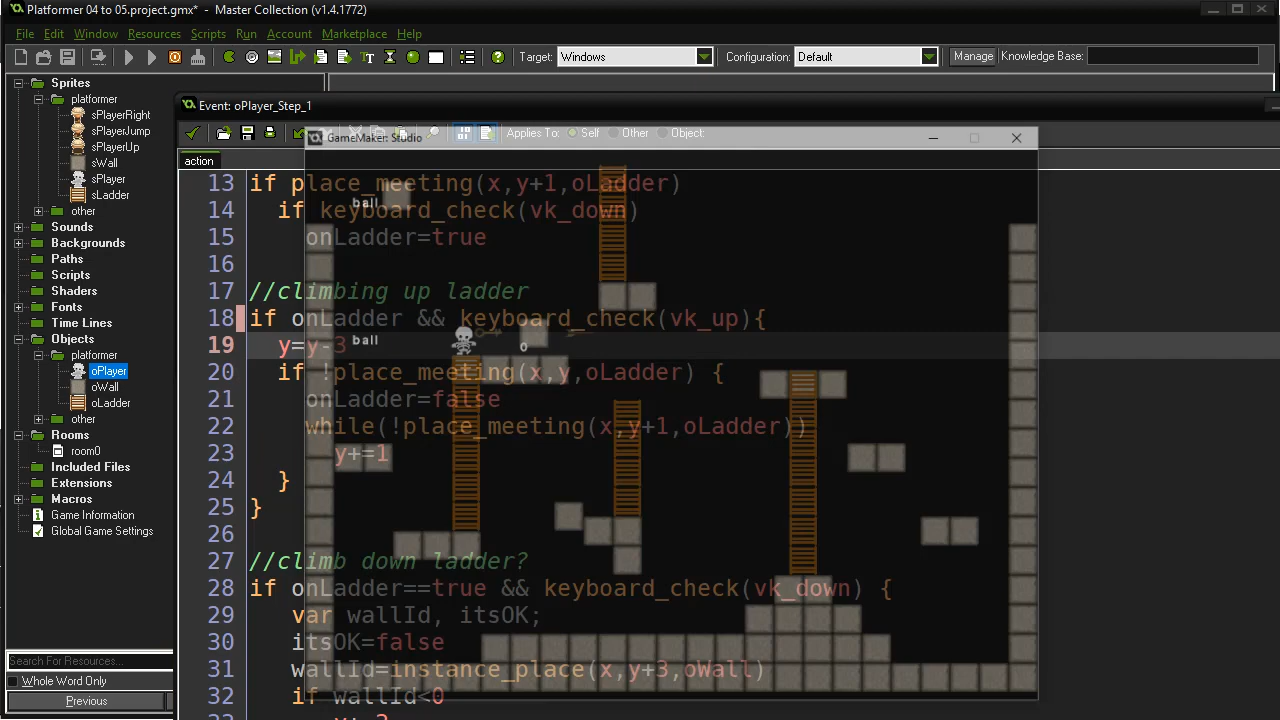 Platformer 04 to 05.project.gmx* - Master Collection (v1.4.1772)
File Edit Window Resources Scripts Run Account Marketplace Help
Target: Windows Configuration: Default Manage Knowledge Base:
Sprites
platformer
sPlayerRight
sPlayerJump
sPlayerUp
sWall
sPlayer
sLadder
other
Sounds
Backgrounds
Paths
Scripts
Shaders
Fonts
Time Lines
Objects
platformer
oPlayer
oWall
oLadder
other
Rooms
room0
Included Files
Extensions
Macros
Game Information
Global Game Settings
Search For Resources...
Whole Word Only
Previous
Event: oPlayer_Step_1
Applies To: Self Other Object:
GameMaker: Studio
action
13 if place_meeting(x,y+1,oLadder)
ball
14 if keyboard_check(vk_down)
15 onLadder=true
16
17 //climbing up ladder
18 if onLadder && keyboard_check(vk_up){
19 y=y-3
ball
o
20 if !place_meeting(x,y,oLadder) {
21 onLadder=false
22 while(!place_meeting(x,y+1,oLadder))
23 y+=1
24 }
25 }
26
27 //climb down ladder?
28 if onLadder==true && keyboard_check(vk_down) {
29 var wallId, itsOK;
30 itsOK=false
31 wallId=instance_place(x,y+3,oWall)
32 if wallId<0